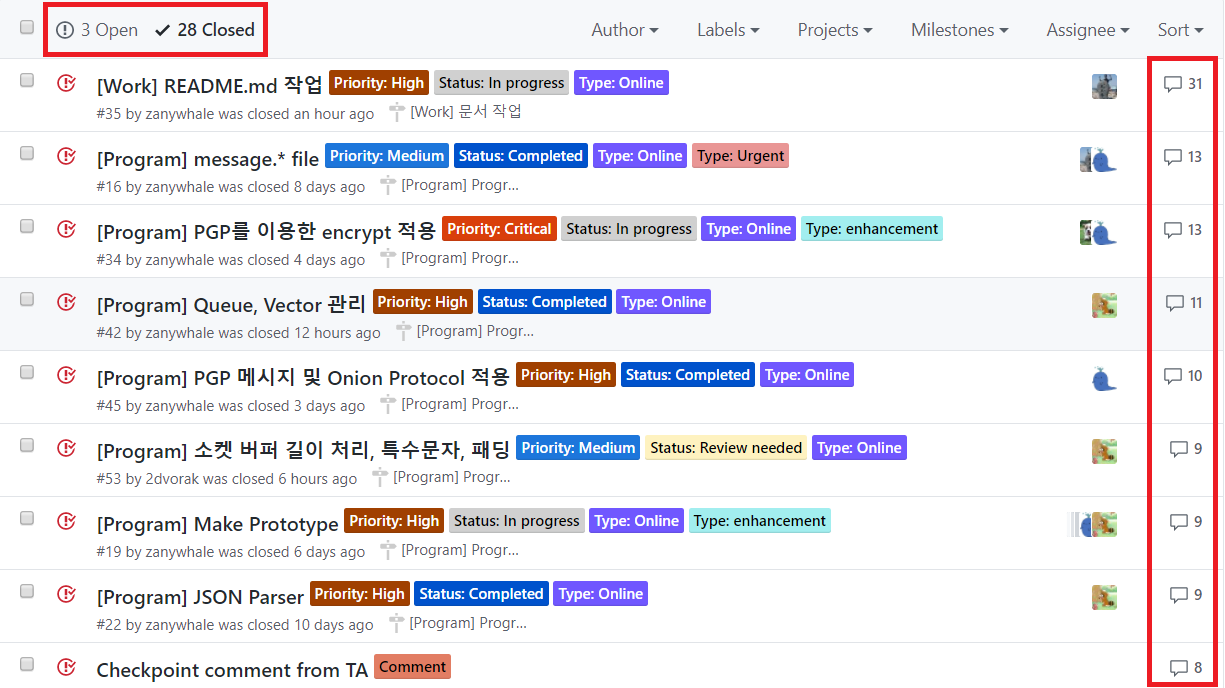 3 Open 28 Closed Author Labels Projects Milestones Assignee Sort
[Work] README.md 작업 Priority: High Status: In progress Type: Online 31
#35 by zanywhale was closed an hour ago [Work] 문서 작업
[Program] message.* file Priority: Medium Status: Completed Type: Online Type: Urgent 13
#16 by zanywhale was closed 8 days ago [Program] Progr...
[Program] PGP를 이용한 encrypt 적용 Priority: Critical Status: In progress Type: Online Type: enhancement 13
#34 by zanywhale was closed 4 days ago [Program] Progr...
[Program] Queue, Vector 관리 Priority: High Status: Completed Type: Online 11
#42 by zanywhale was closed 12 hours ago [Program] Progr...
[Program] PGP 메시지 및 Onion Protocol 적용 Priority: High Status: Completed Type: Online 10
#45 by zanywhale was closed 3 days ago [Program] Progr...
[Program] 소켓 버퍼 길이 처리, 특수문자, 패딩 Priority: Medium Status: Review needed Type: Online 9
#53 by 2dvorak was closed 6 hours ago [Program] Progr...
[Program] Make Prototype Priority: High Status: In progress Type: Online Type: enhancement 9
#19 by zanywhale was closed 6 days ago [Program] Progr...
[Program] JSON Parser Priority: High Status: Completed Type: Online 9
#22 by zanywhale was closed 10 days ago [Program] Progr...
Checkpoint comment from TA Comment 8